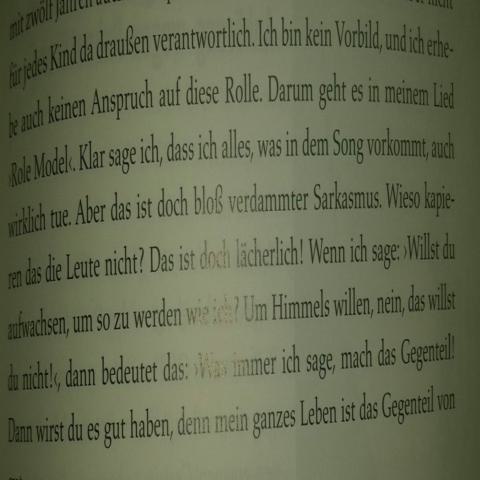 mit zwölf Jahren
für jedes Kind da draußen verantwortlich. Ich bin kein Vorbild, und ich erhe-
be auch keinen Anspruch auf diese Rolle. Darum geht es in meinem Lied
›Role Model‹. Klar sage ich, dass ich alles, was in dem Song vorkommt, auch
wirklich tue. Aber das ist doch bloß verdammter Sarkasmus. Wieso kapie-
ren das die Leute nicht? Das ist doch lächerlich! Wenn ich sage: ›Willst du
aufwachsen, um so zu werden wie ich? Um Himmels willen, nein, das willst
du nicht!‹, dann bedeutet das: ›Was immer ich sage, mach das Gegenteil!
Dann wirst du es gut haben, denn mein ganzes Leben ist das Gegenteil von